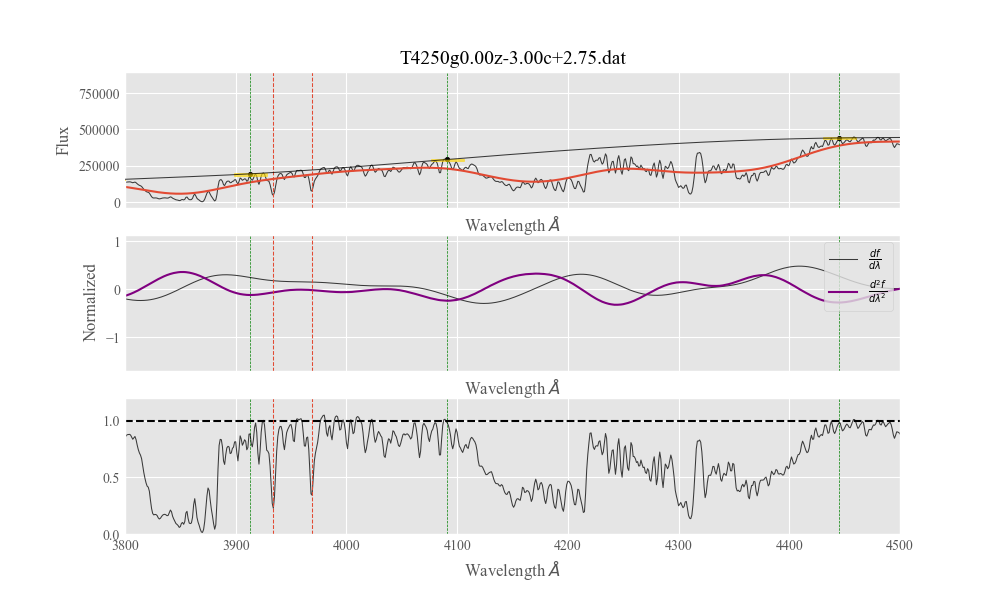 T4250g0.00z-3.00c+2.75.dat
Flux
750000
500000
250000
0
Wavelength Å
Normalized
1
0
−1
df
dλ
d²f
dλ²
Wavelength Å
1.0
0.5
0.0
3800 3900 4000 4100 4200 4300 4400 4500
Wavelength Å